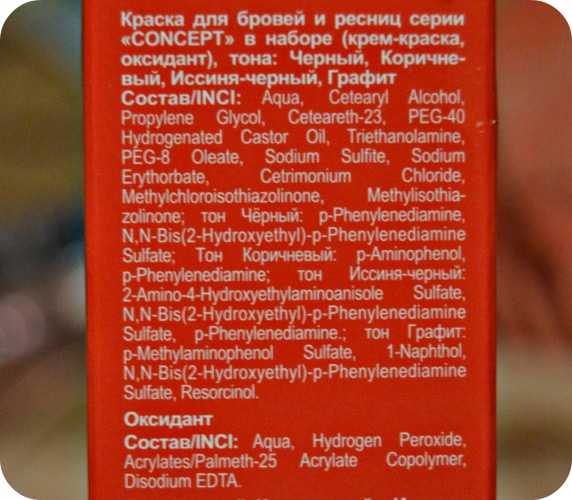 Краска для бровей и ресниц серии
«CONCEPT» в наборе (крем-краска,
оксидант), тона: Черный, Коричне-
вый, Иссиня-черный, Графит
Состав/INCI: Aqua, Cetearyl Alcohol,
Propylene Glycol, Ceteareth-23, PEG-40
Hydrogenated Castor Oil, Triethanolamine,
PEG-8 Oleate, Sodium Sulfite, Sodium
Erythorbate, Cetrimonium Chloride,
Methylchloroisothiazolinone, Methylisothia-
zolinone; тон Чёрный: p-Phenylenediamine,
N,N-Bis(2-Hydroxyethyl)-p-Phenylenediamine
Sulfate; Тон Коричневый: p-Aminophenol,
p-Phenylenediamine; тон Иссиня-черный:
2-Amino-4-Hydroxyethylaminoanisole Sulfate,
N,N-Bis(2-Hydroxyethyl)-p-Phenylenediamine
Sulfate, p-Phenylenediamine.; тон Графит:
p-Methylaminophenol Sulfate, 1-Naphthol,
N,N-Bis(2-Hydroxyethyl)-p-Phenylenediamine
Sulfate, Resorcinol.
Оксидант
Состав/INCI: Aqua, Hydrogen Peroxide,
Acrylates/Palmeth-25 Acrylate Copolymer,
Disodium EDTA.